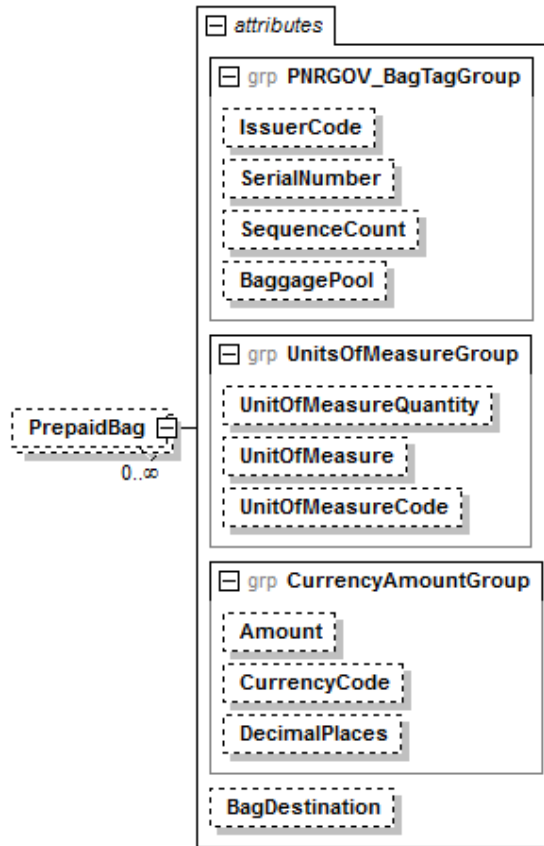 attributes
grp PNRGOV_BagTagGroup
IssuerCode
SerialNumber
SequenceCount
BaggagePool
grp UnitsOfMeasureGroup
UnitOfMeasureQuantity
PrepaidBag
UnitOfMeasure
0..∞
UnitOfMeasureCode
grp CurrencyAmountGroup
Amount
CurrencyCode
DecimalPlaces
BagDestination